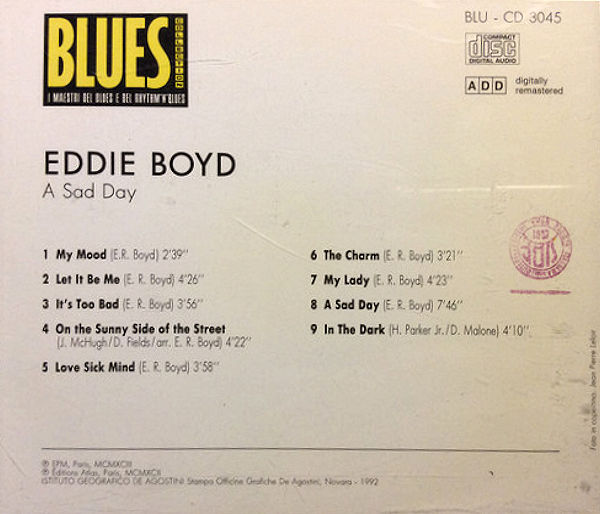 BLUES
COLLECTION
I MAESTRI DEL BLUES E DEL RHYTHM'N'BLUES
BLU - CD 3045
COMPACT
disc
DIGITAL AUDIO
ADD digitally
remastered
EDDIE BOYD
A Sad Day
1 My Mood (E.R. Boyd) 2'39"
2 Let It Be Me (E. R. Boyd) 4'26"
3 It's Too Bad (E. R. Boyd) 3'56"
4 On the Sunny Side of the Street
(J. McHugh/D. Fields/arr. E. R. Boyd) 4'22"
5 Love Sick Mind (E. R. Boyd) 3'58"
6 The Charm (E. R. Boyd) 3'21"
7 My Lady (E. R. Boyd) 4'23"
8 A Sad Day (E. R. Boyd) 7'46"
9 In The Dark (H. Parker Jr./D. Malone) 4'10"
Foto in copertina: Jean Pierre Leloir
℗ EPM, Paris, MCMXCIII
℗ Éditions Atlas, Paris, MCMXCII
ISTITUTO GEOGRAFICO DE AGOSTINI Stampa Officine Grafiche De Agostini, Novara - 1992